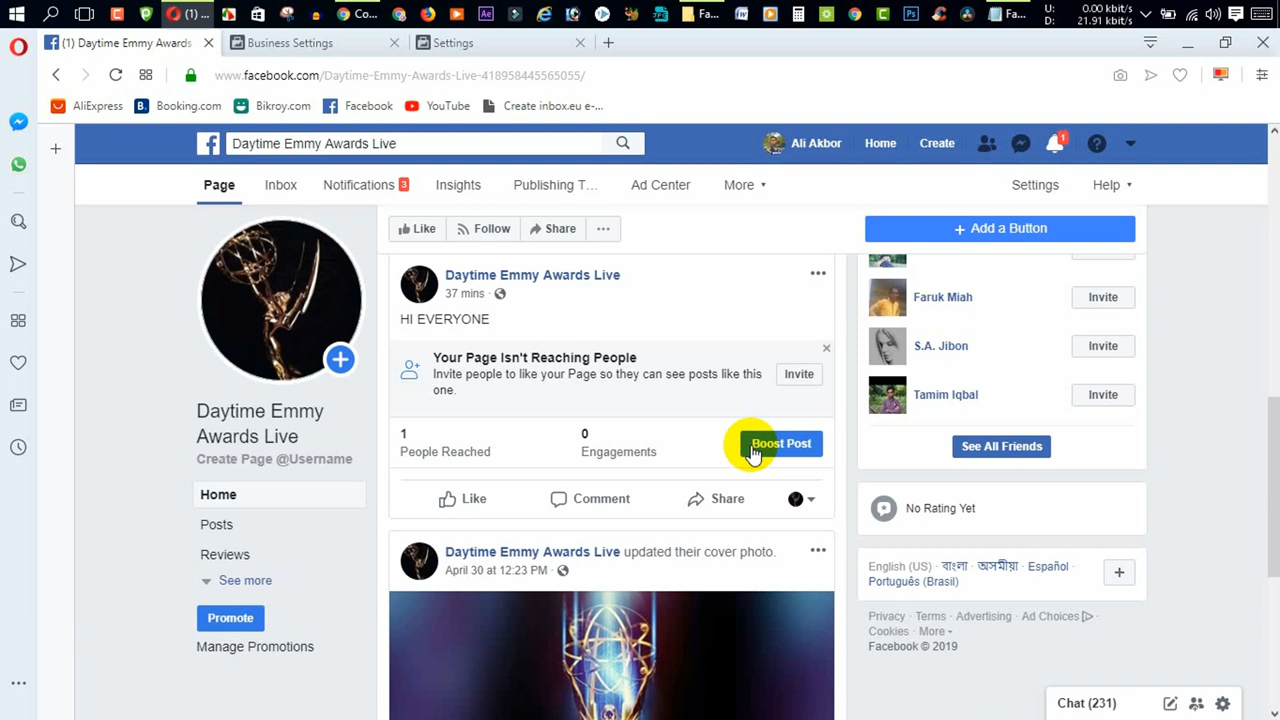 (1) ...
Co...
Fa...
Fa...
U: 0.00 kbit/s
D: 21.91 kbit/s
(1) Daytime Emmy Awards
Business Settings
Settings
www.facebook.com/Daytime-Emmy-Awards-Live-418958445565055/
AliExpress
Booking.com
Bikroy.com
Facebook
YouTube
Create inbox.eu e-...
Daytime Emmy Awards Live
Ali Akbor
Home
Create
1
Page
Inbox
Notifications 3
Insights
Publishing T...
Ad Center
More
Settings
Help
Like
Follow
Share
+ Add a Button
Daytime Emmy
Awards Live
Create Page @Username
Home
Posts
Reviews
See more
Promote
Manage Promotions
Daytime Emmy Awards Live
37 mins ·
HI EVERYONE
Your Page Isn't Reaching People
Invite people to like your Page so they can see posts like this
one.
Invite
1
People Reached
0
Engagements
Boost Post
Like
Comment
Share
Daytime Emmy Awards Live updated their cover photo.
April 30 at 12:23 PM ·
Faruk Miah
Invite
S.A. Jibon
Invite
Tamim Iqbal
Invite
See All Friends
No Rating Yet
English (US) · বাংলা · অসমীয়া · Español ·
Português (Brasil)
Privacy · Terms · Advertising · Ad Choices ·
Cookies · More
Facebook © 2019
Chat (231)